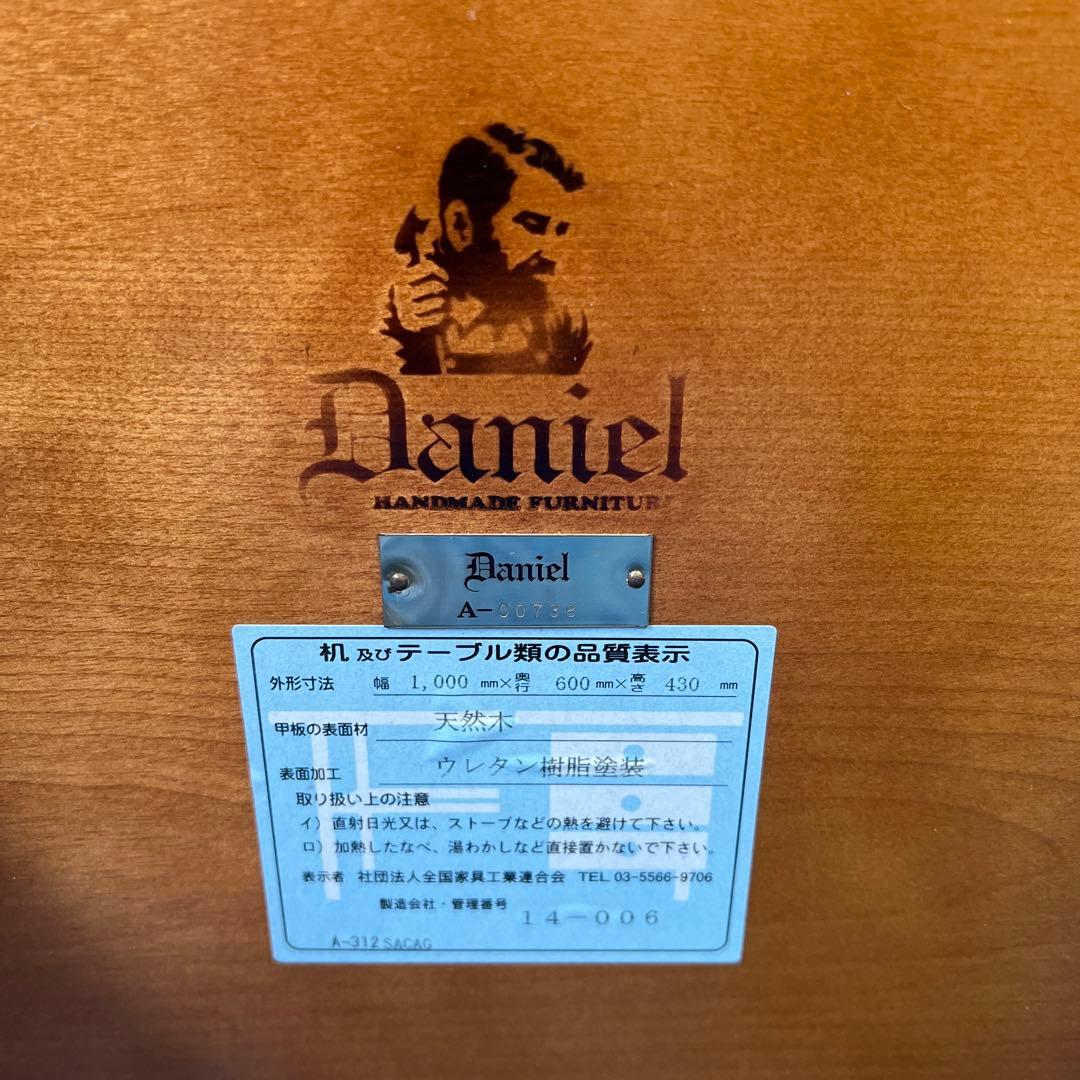 Daniel
HANDMADE FURNITURE
Daniel
A-00738
机及びテーブル類の品質表示
外形寸法 幅 1,000 mm×奥行 600mm×高さ 430 mm
甲板の表面材 天然木
表面加工 ウレタン樹脂塗装
取り扱い上の注意
イ）直射日光又は、ストーブなどの熱を避けて下さい。
ロ）加熱したなべ、湯わかしなど直接置かないで下さい。
表示者 社団法人全国家具工業連合会 TEL 03-5566-9706
製造会社・管理番号 14-006
A-312 SACAG